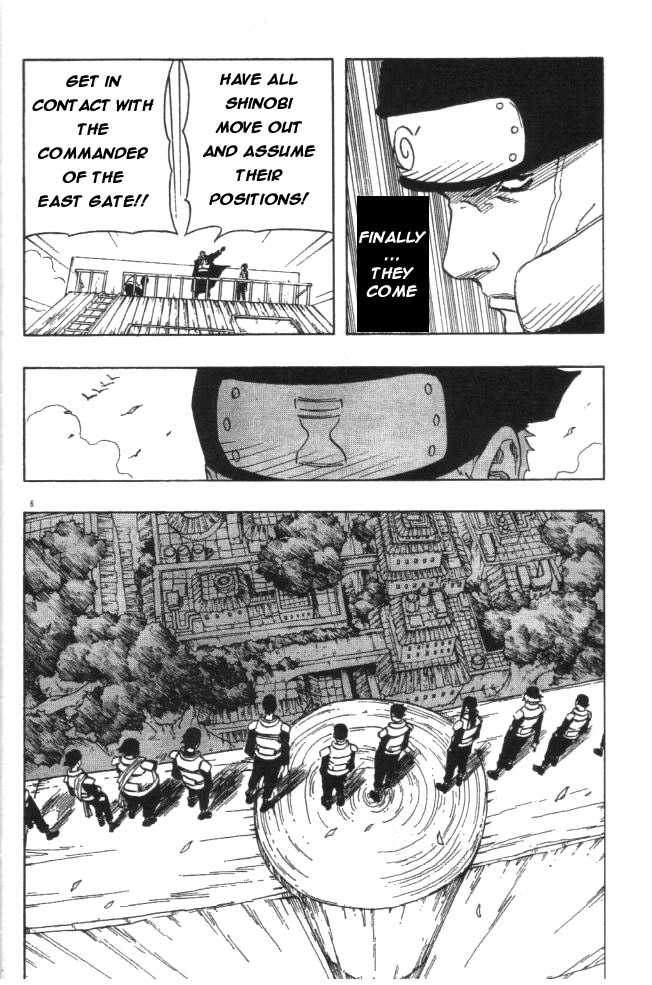 FINALLY
...
THEY
COME
HAVE ALL
SHINOBI
MOVE OUT
AND ASSUME
THEIR
POSITIONS!
GET IN
CONTACT WITH
THE
COMMANDER
OF THE
EAST GATE!!